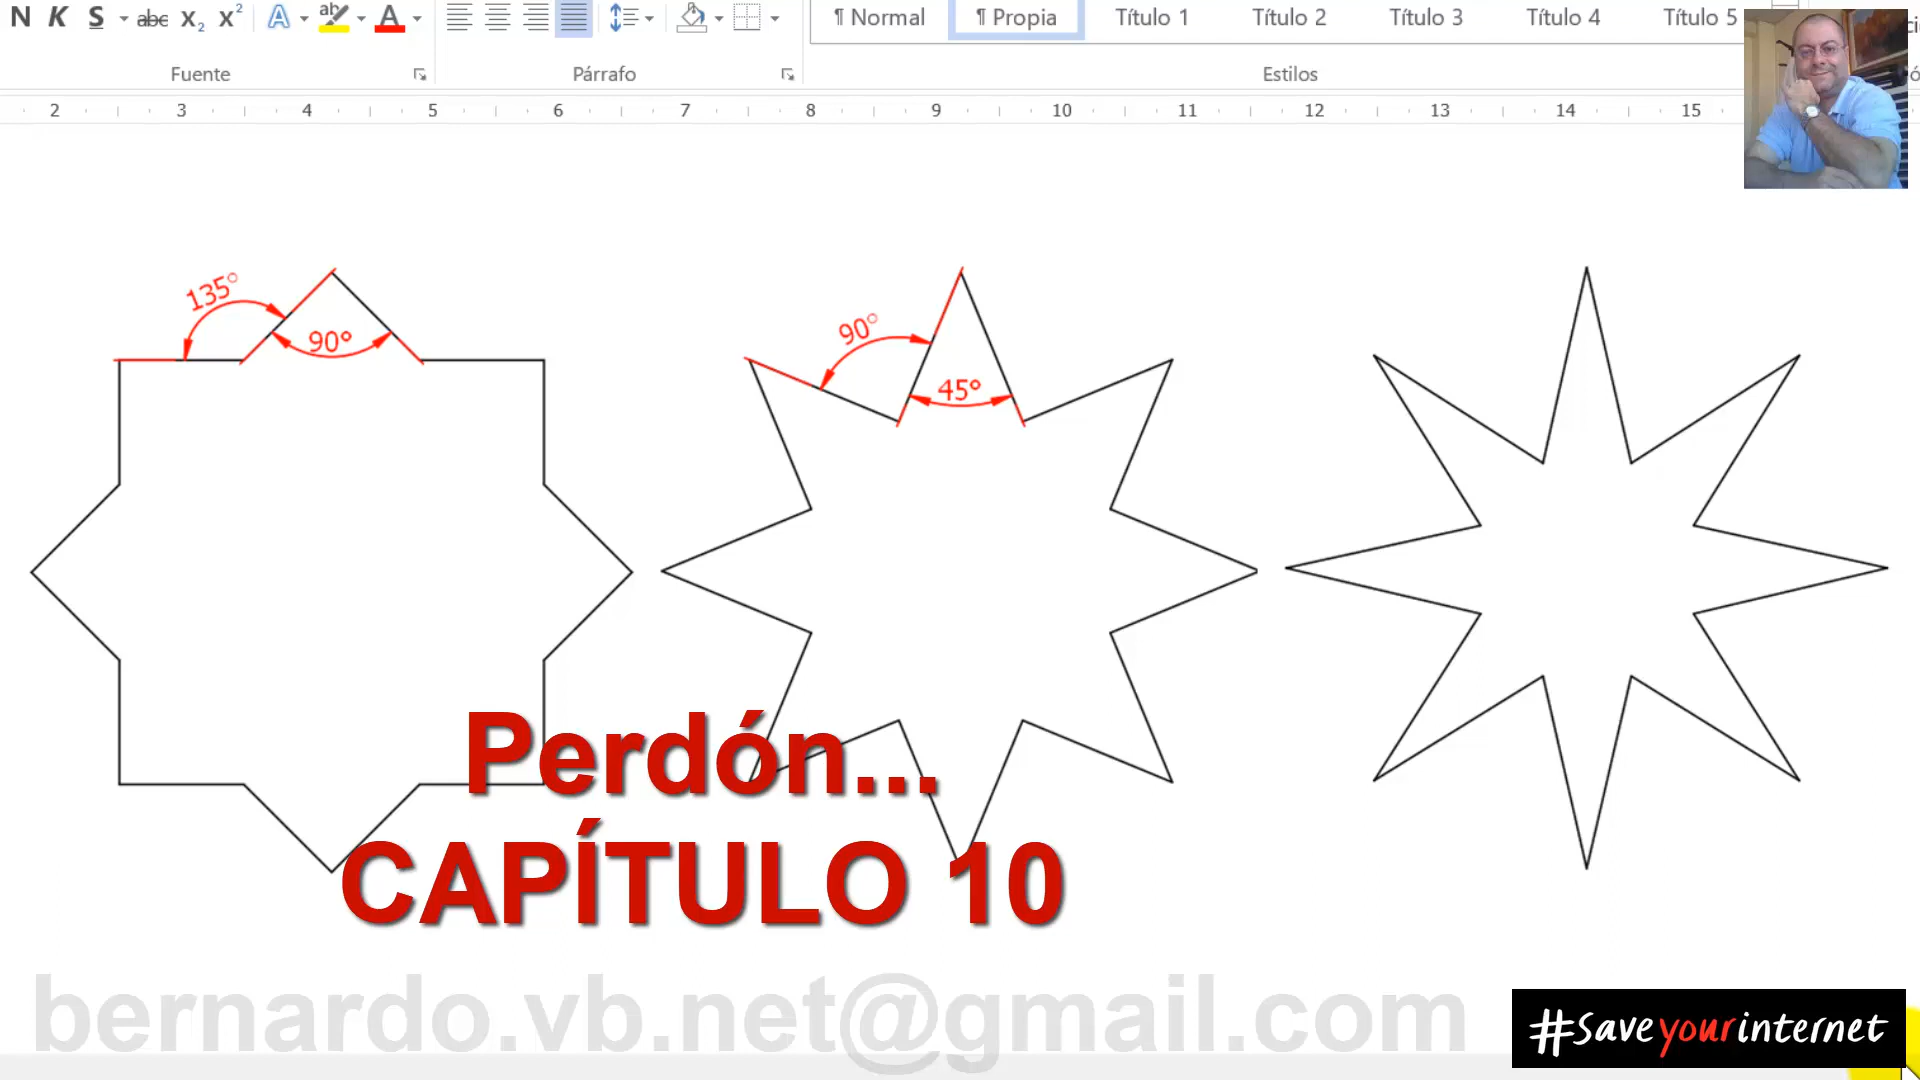 N K S abc X2 X2 A ab A
¶ Normal ¶ Propia Título 1 Título 2 Título 3 Título 4 Título 5
Fuente Párrafo Estilos
2 3 4 5 6 7 8 9 10 11 12 13 14 15
135° 90°
90° 45°
Perdón...
CAPÍTULO 10
bernardo.vb.net@gmail.com
#Saveyourinternet